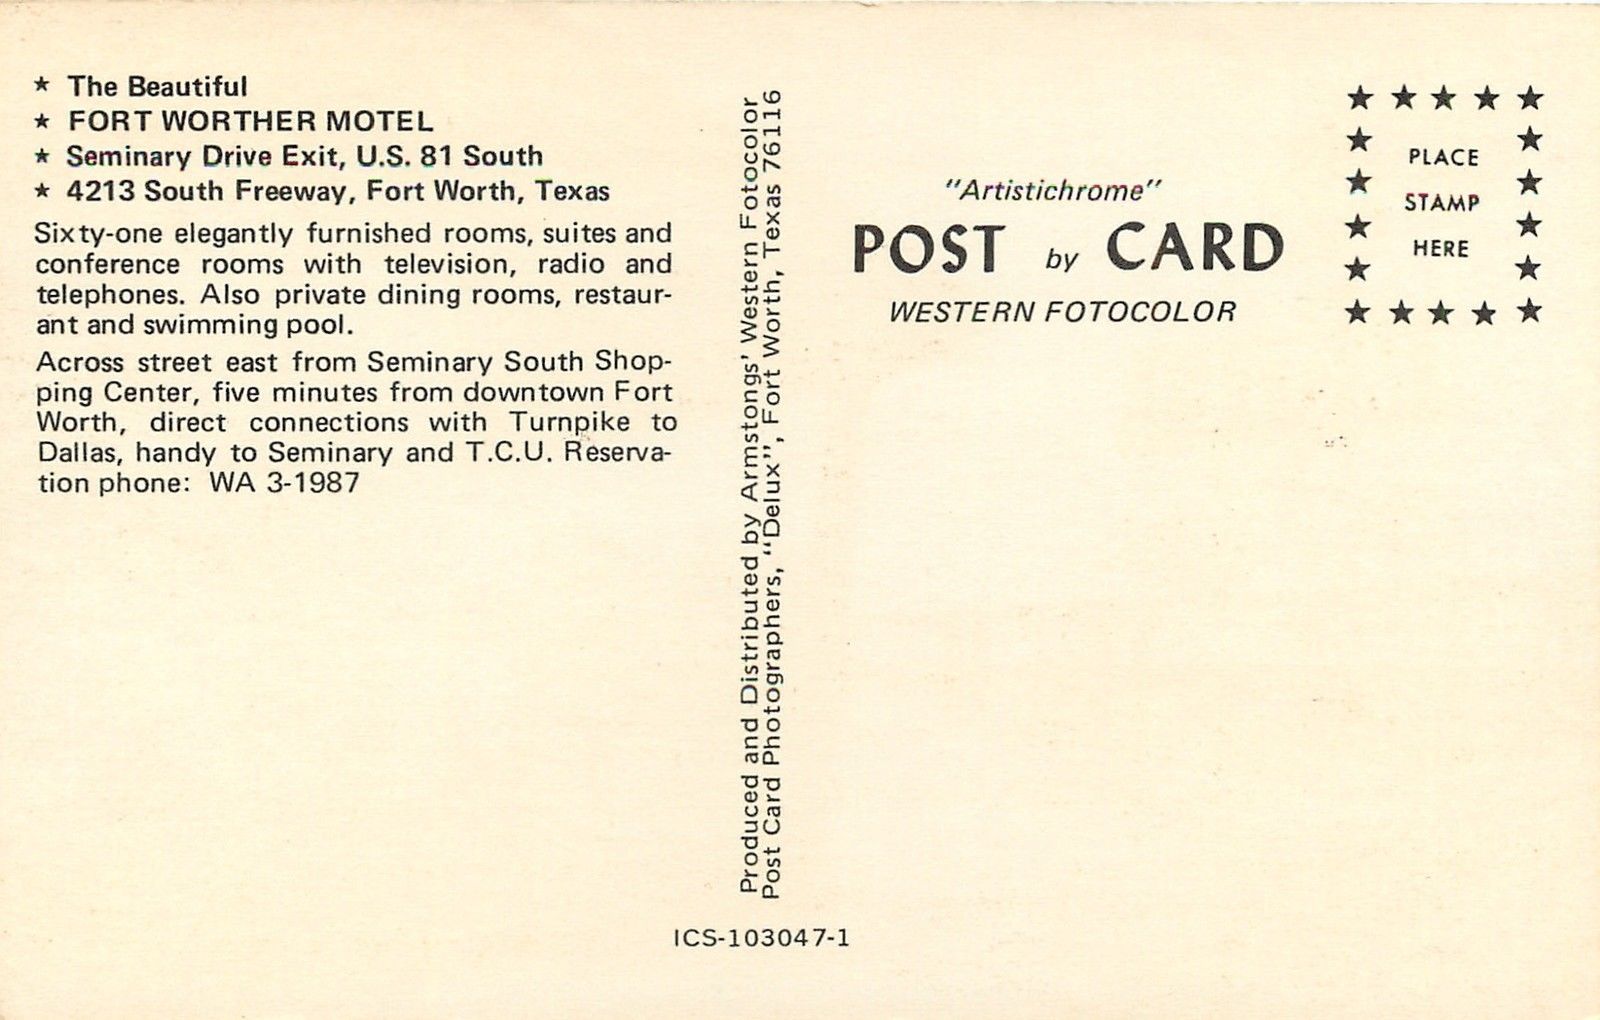 ★ The Beautiful
★ FORT WORTHER MOTEL
★ Seminary Drive Exit, U.S. 81 South
★ 4213 South Freeway, Fort Worth, Texas
Sixty-one elegantly furnished rooms, suites and
conference rooms with television, radio and
telephones. Also private dining rooms, restaur-
ant and swimming pool.
Across street east from Seminary South Shop-
ping Center, five minutes from downtown Fort
Worth, direct connections with Turnpike to
Dallas, handy to Seminary and T.C.U. Reserva-
tion phone: WA 3-1987
Produced and Distributed by Armstongs' Western Fotocolor
Post Card Photographers, "Delux", Fort Worth, Texas 76116
ICS-103047-1
"Artistichrome"
POST by CARD
WESTERN FOTOCOLOR
PLACE
STAMP
HERE